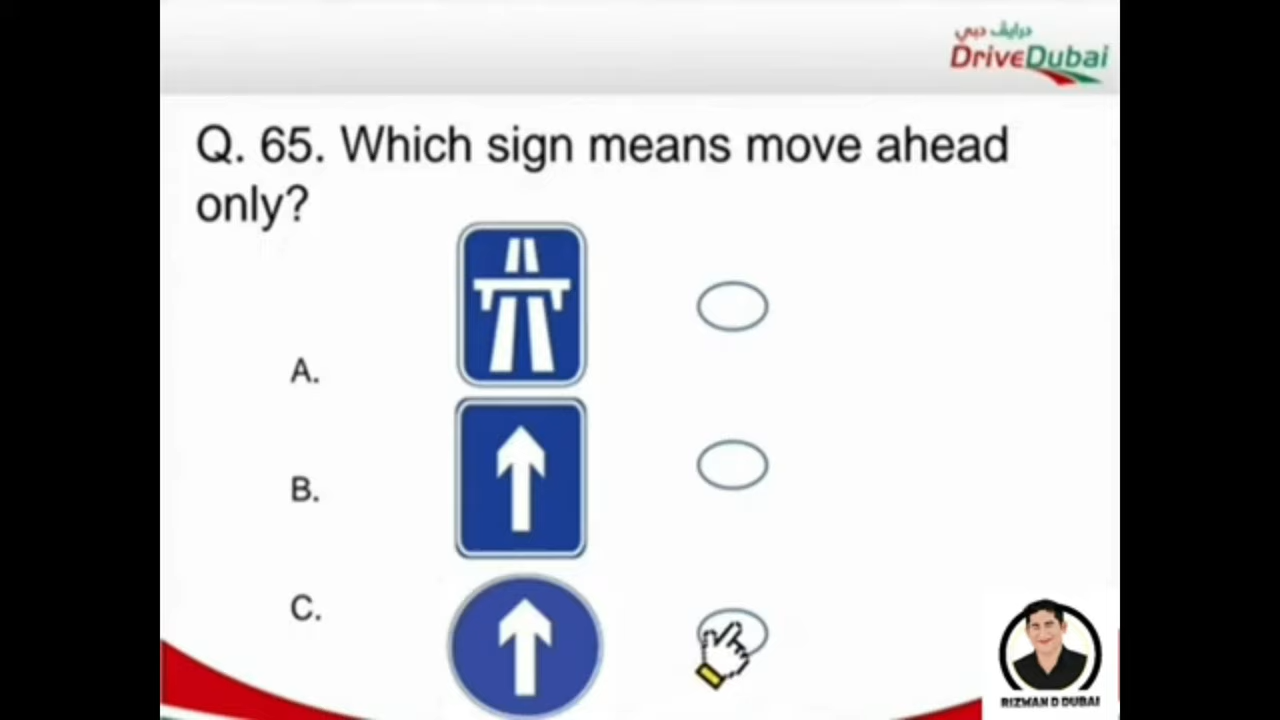 درايف دبي
DriveDubai
Q. 65. Which sign means move ahead
only?
A.
B.
C.
RIZWAN D DUBAI